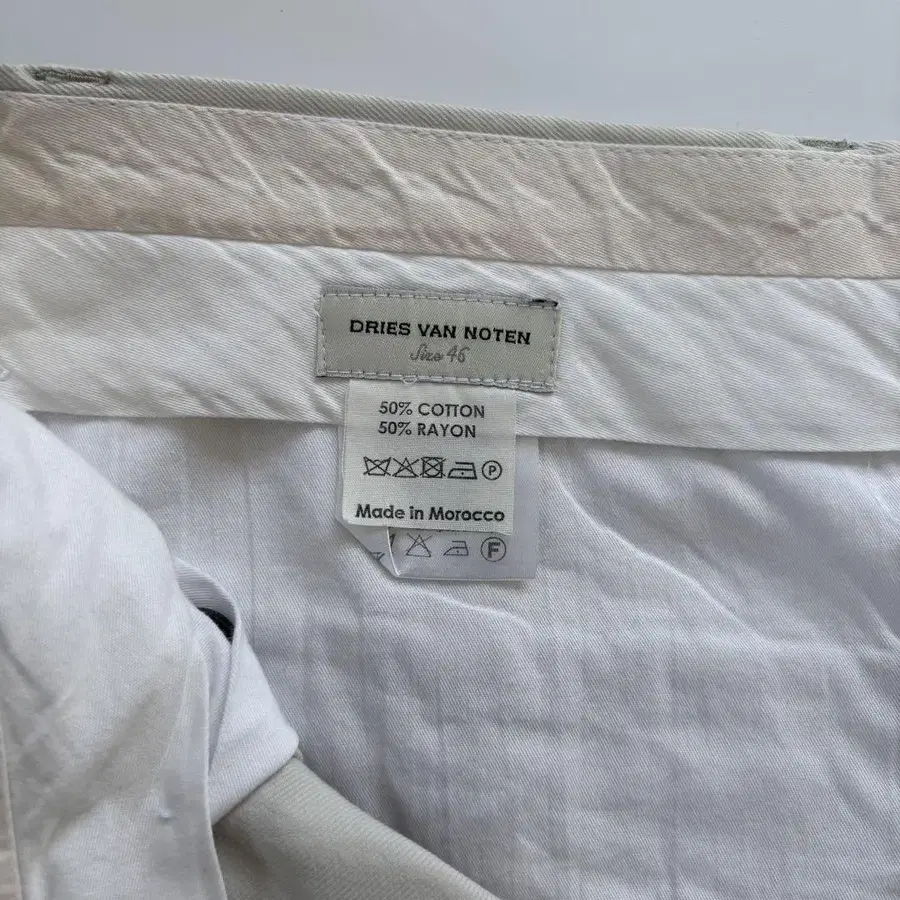 DRIES VAN NOTEN
Size 46
50% COTTON
50% RAYON
P
Made in Morocco
F